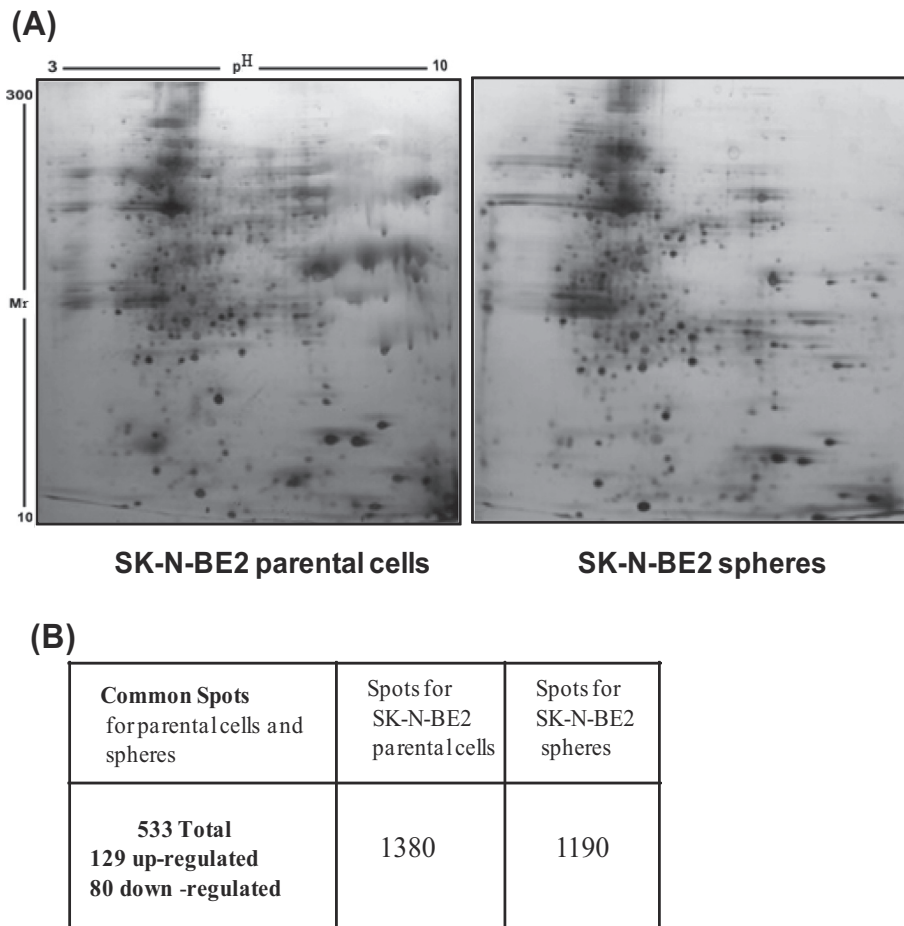 (A)
3 pH 10
300
Mr
10
SK-N-BE2 parental cells
SK-N-BE2 spheres
(B)
Common Spots
for parental cells and
spheres
Spots for
SK-N-BE2
parental cells
Spots for
SK-N-BE2
spheres
533 Total
129 up-regulated
80 down -regulated
1380
1190